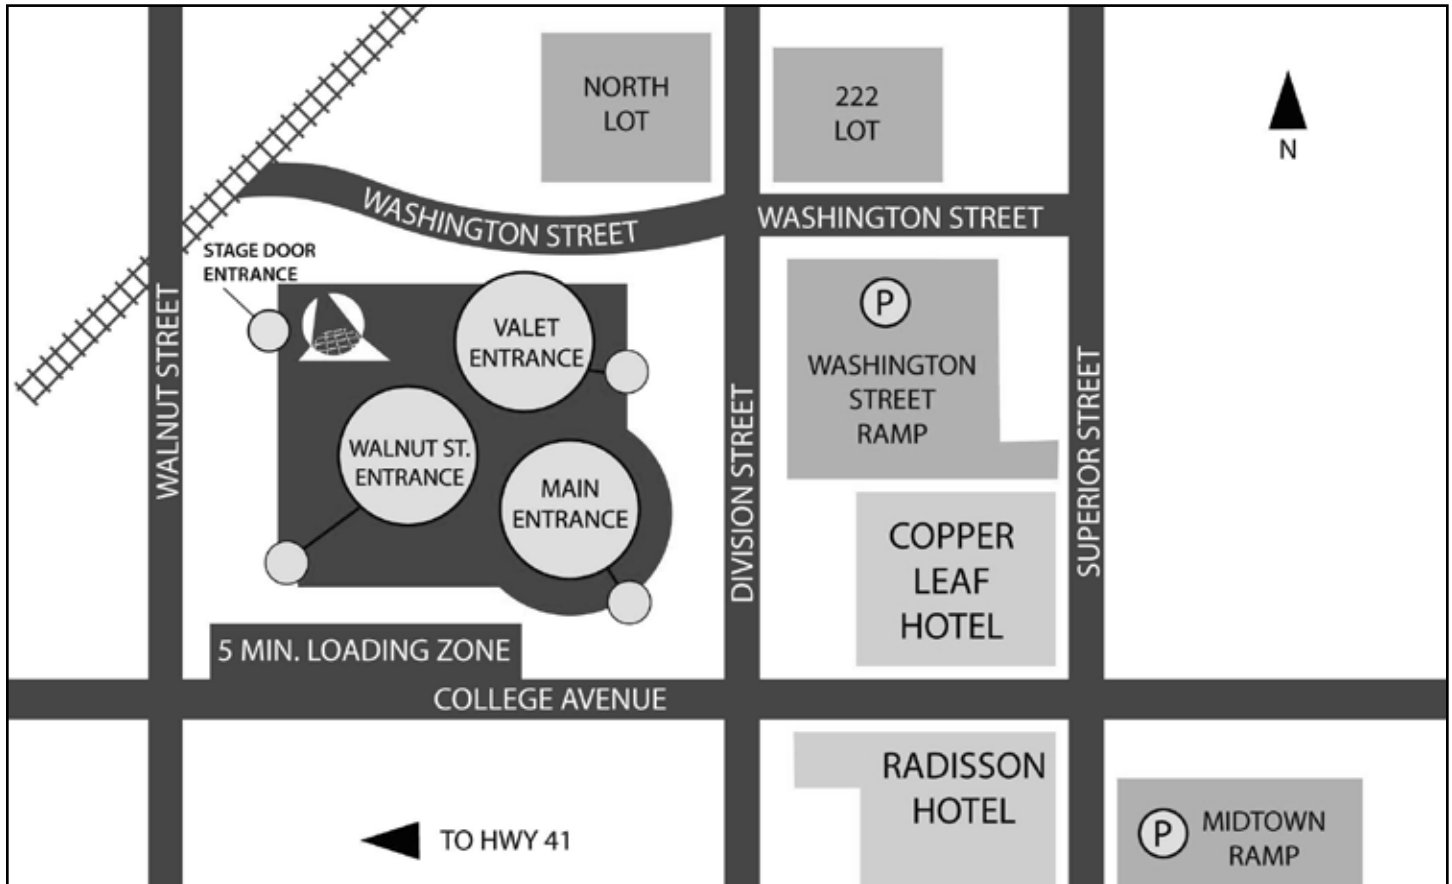 NORTH
LOT
222
LOT
N
WASHINGTON STREET
WASHINGTON STREET
STAGE DOOR
ENTRANCE
WALNUT STREET
VALET
ENTRANCE
WALNUT ST.
ENTRANCE
MAIN
ENTRANCE
DIVISION STREET
P
WASHINGTON
STREET
RAMP
SUPERIOR STREET
COPPER
LEAF
HOTEL
5 MIN. LOADING ZONE
COLLEGE AVENUE
RADISSON
HOTEL
TO HWY 41
P
MIDTOWN
RAMP